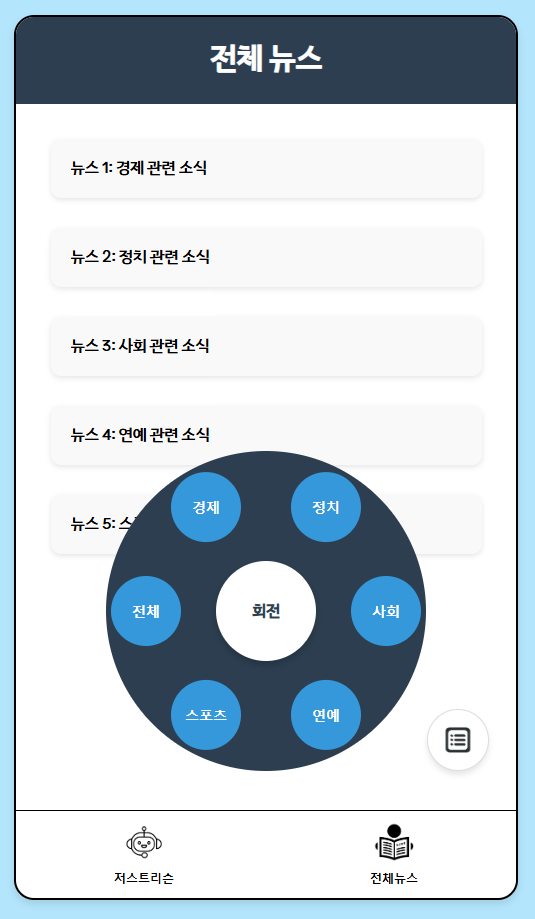 전체 뉴스
뉴스 1: 경제 관련 소식
뉴스 2: 정치 관련 소식
뉴스 3: 사회 관련 소식
뉴스 4: 연예 관련 소식
뉴스 5:
경제
정치
전체
회전
사회
스포츠
연예
저스트리슨
전체뉴스